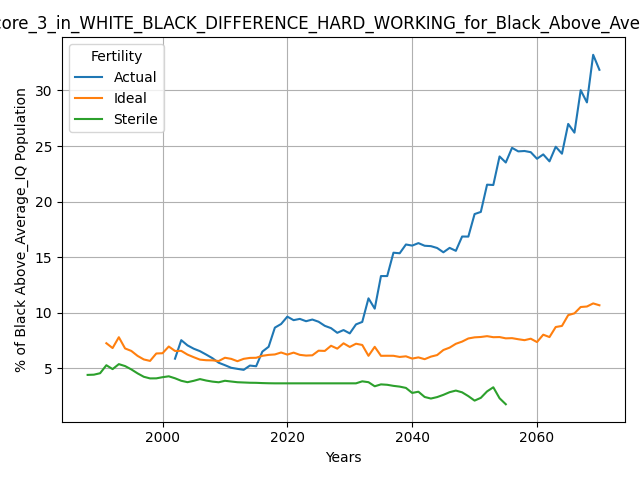 core_3_in_WHITE_BLACK_DIFFERENCE_HARD_WORKING_for_Black_Above_Ave
Fertility
Actual
Ideal
Sterile
% of Black Above_Average_IQ Population
30
25
20
15
10
5
2000
2020
2040
2060
Years